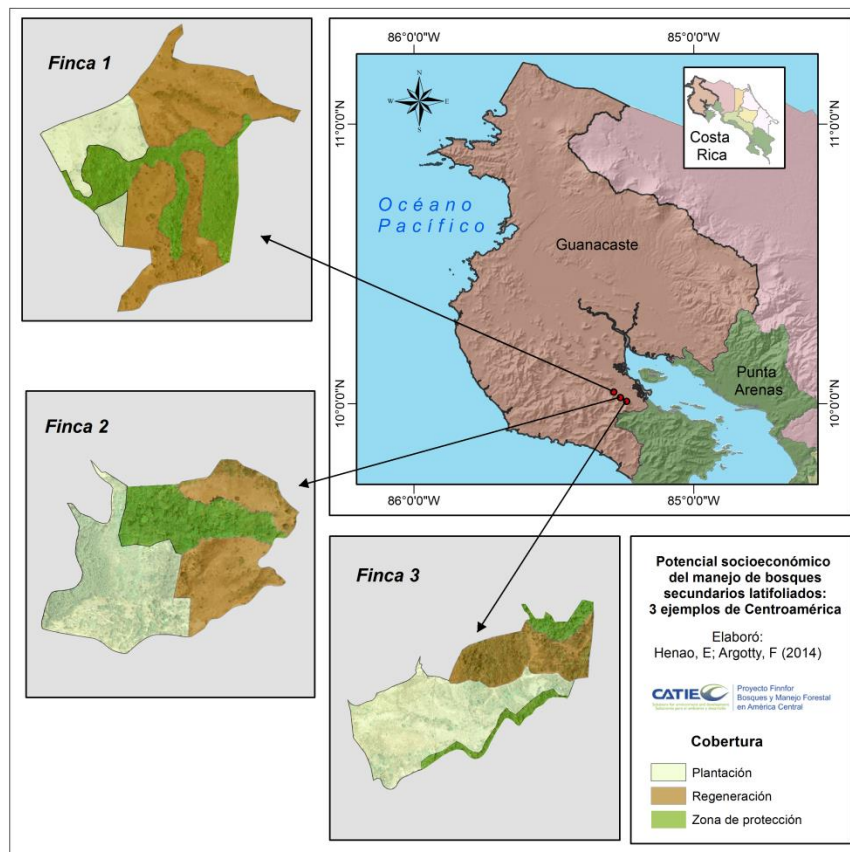 Finca 1
86°0'0"W
85°0'0"W
N
W
E
S
11°0'0"N
11°0'0"N
Costa
Rica
Océano
Pacífico
Guanacaste
Punta
Arenas
10°0'0"N
10°0'0"N
86°0'0"W
85°0'0"W
Finca 2
Finca 3
Potencial socioeconómico
del manejo de bosques
secundarios latifoliados:
3 ejemplos de Centroamérica
Elaboró:
Henao, E; Argotty, F (2014)
CATIE
Proyecto Finnfor
Bosques y Manejo Forestal
en América Central
Cobertura
Plantación
Regeneración
Zona de protección